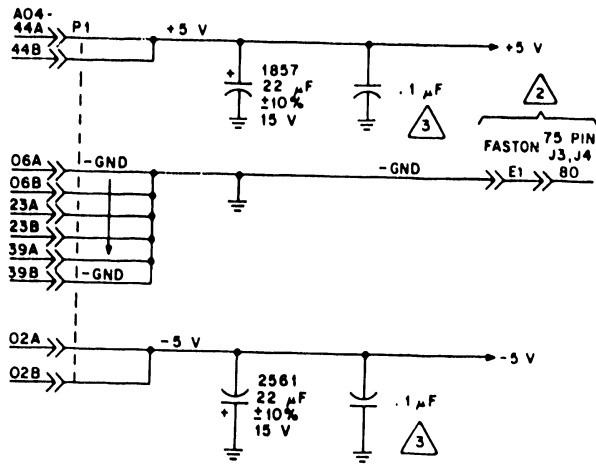 A04-
44A P1 +5 V
44B
+5 V
+ 1857
22 μF
±10%
15 V
.1 μF
3
2
FASTON 75 PIN
J3,J4
E1 80
06A -GND
06B
23A
23B
39A
39B -GND
-GND
02A -5 V
02B
-5 V
2561
22 μF
±10%
+ 15 V
.1 μF
3